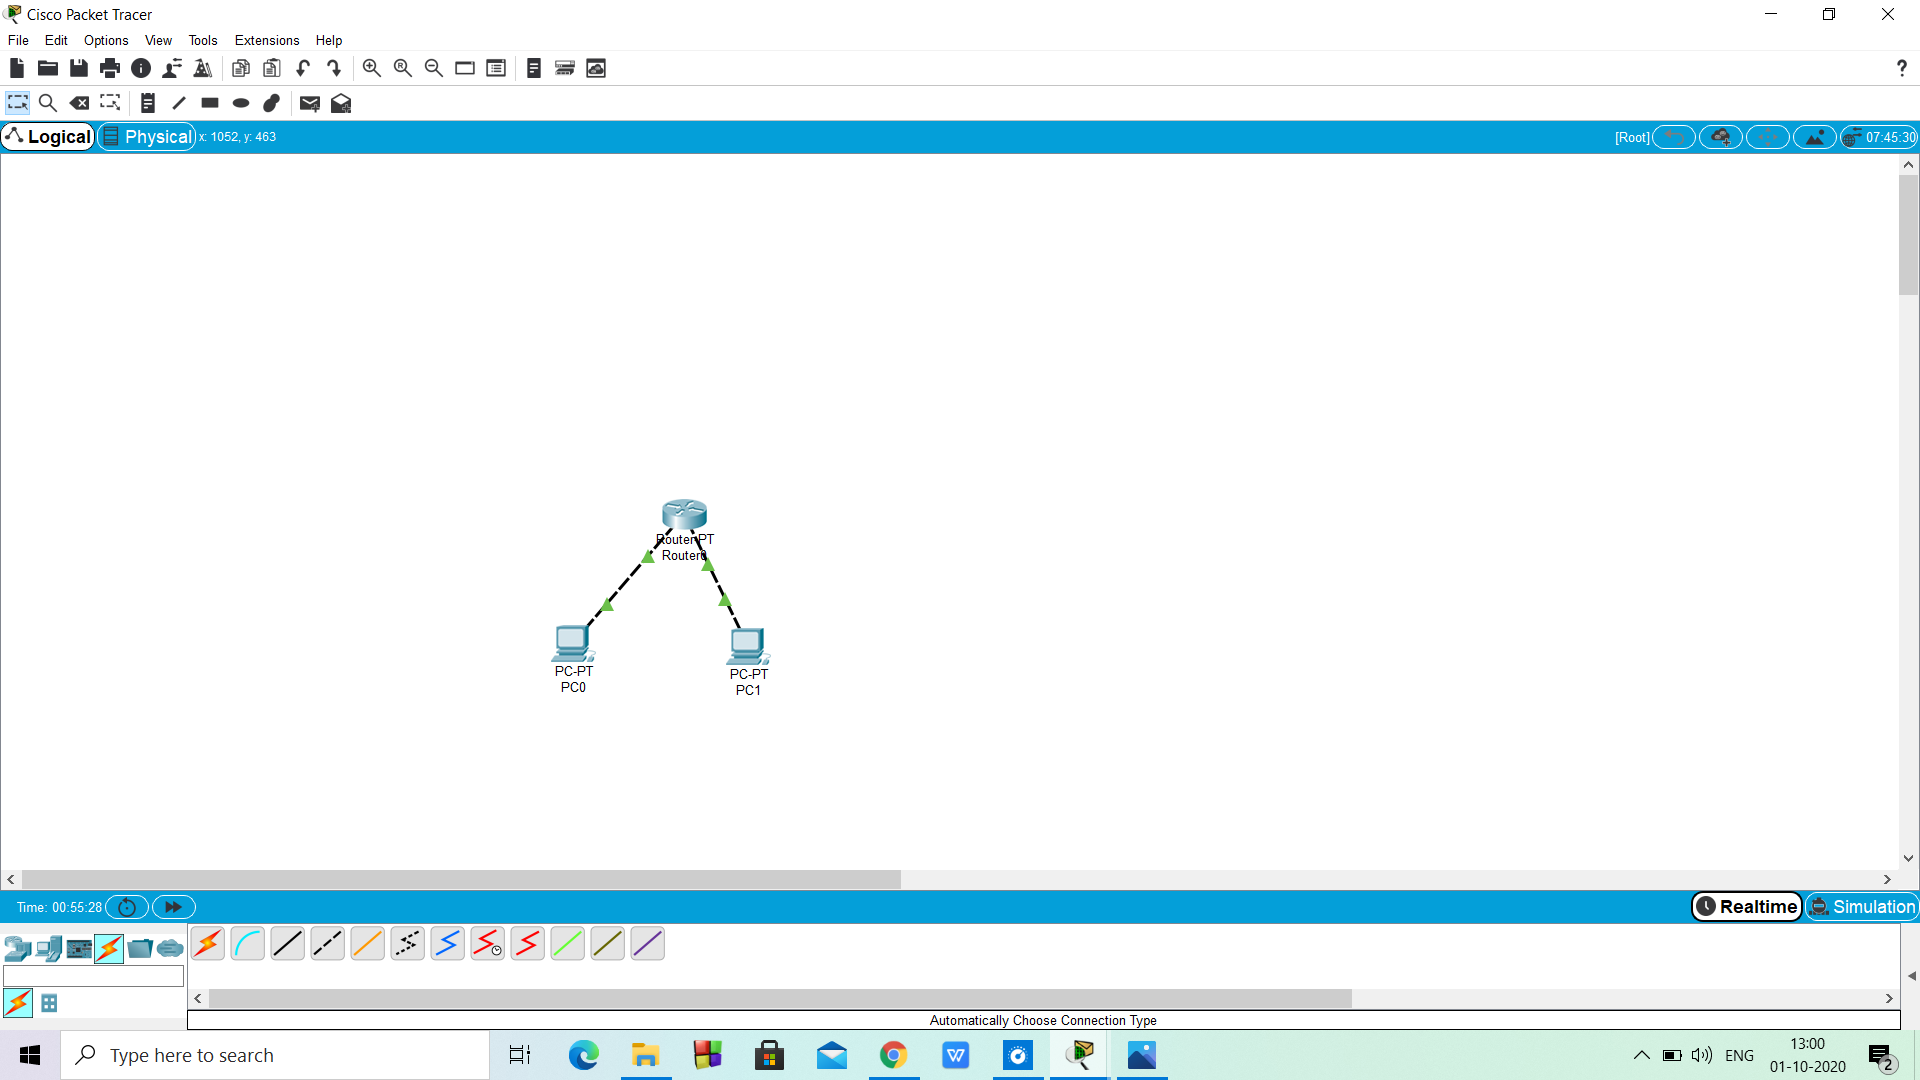 Cisco Packet Tracer
File Edit Options View Tools Extensions Help
?
Logical Physical x: 1052, y: 463 [Root] 07:45:30
Router-PT
Router0
PC-PT
PC0
PC-PT
PC1
Time: 00:55:28 Realtime Simulation
Automatically Choose Connection Type
Type here to search
ENG
13:00
01-10-2020
2